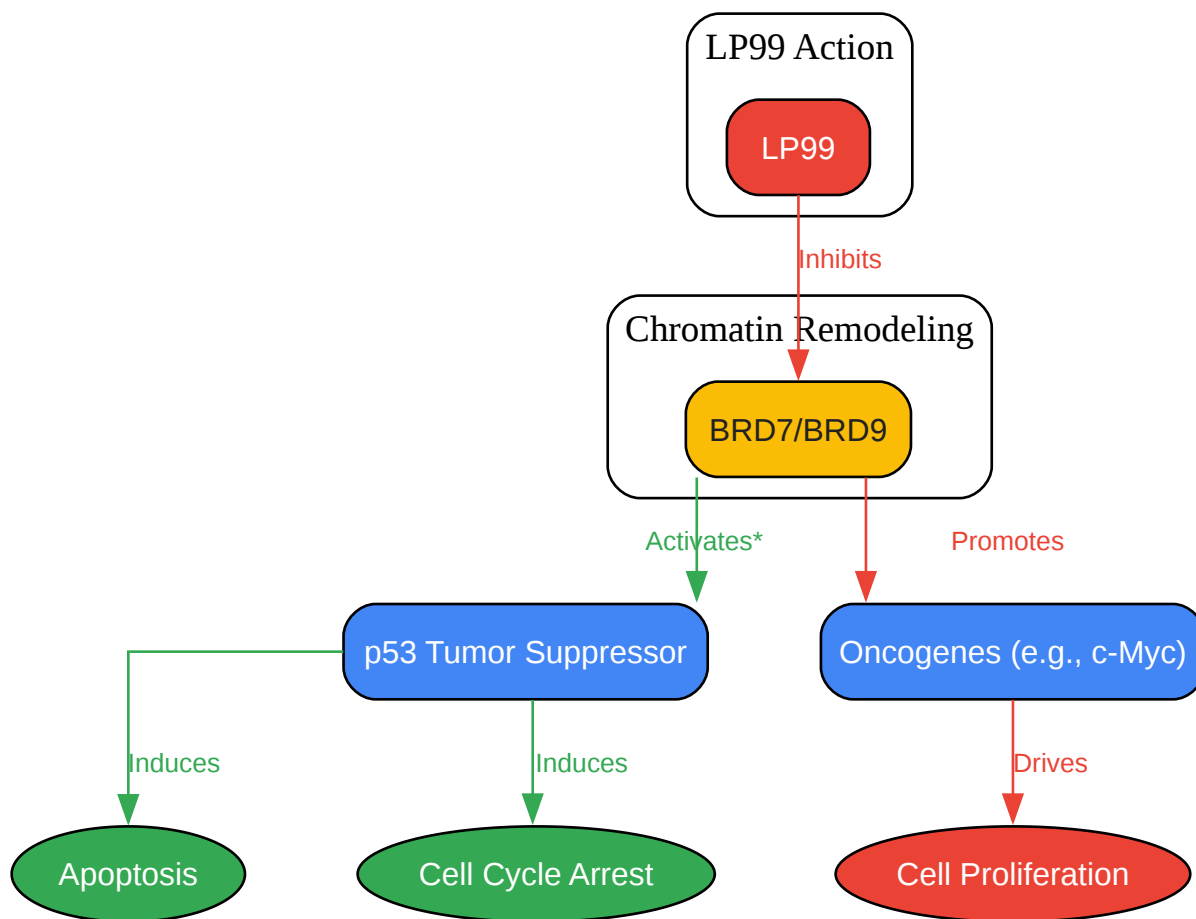 LP99 Action
LP99
Inhibits
Chromatin Remodeling
BRD7/BRD9
Activates*
Promotes
p53 Tumor Suppressor
Oncogenes (e.g., c-Myc)
Induces
Induces
Drives
Apoptosis
Cell Cycle Arrest
Cell Proliferation